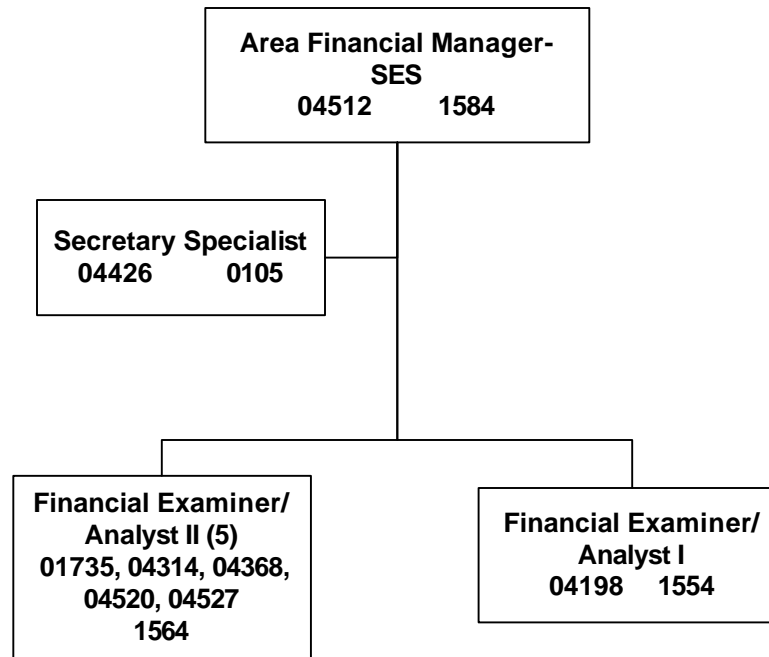 Area Financial Manager-
SES
04512 1584
Secretary Specialist
04426 0105
Financial Examiner/
Analyst II (5)
01735, 04314, 04368,
04520, 04527
1564
Financial Examiner/
Analyst I
04198 1554